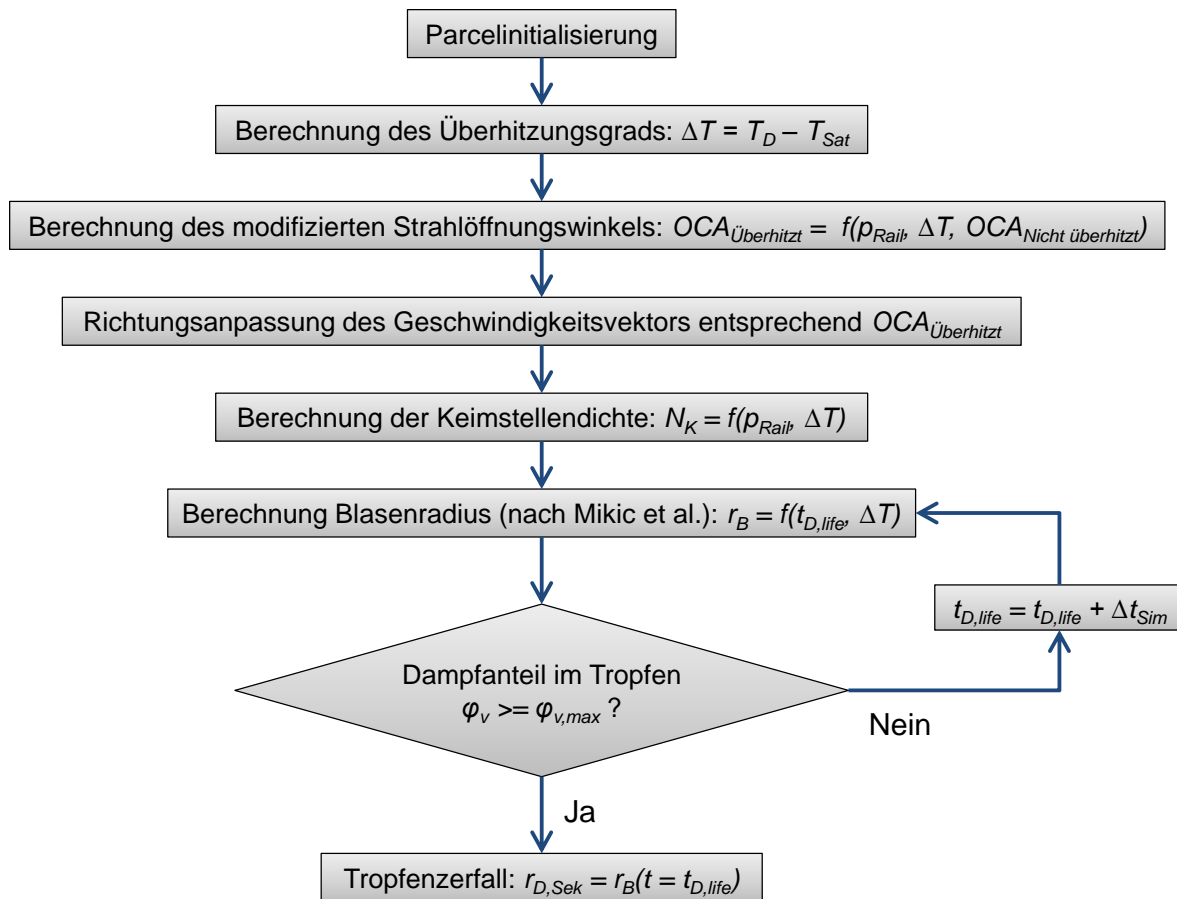 Parcelinitialisierung
Berechnung des Überhitzungsgrads: ΔT = T_D – T_Sat
Berechnung des modifizierten Strahlöffnungswinkels: OCA_Überhitzt = f(p_Rail, ΔT, OCA_Nicht überhitzt)
Richtungsanpassung des Geschwindigkeitsvektors entsprechend OCA_Überhitzt
Berechnung der Keimstellendichte: N_K = f(p_Rail, ΔT)
Berechnung Blasenradius (nach Mikic et al.): r_B = f(t_D,life, ΔT)
t_D,life = t_D,life + Δt_Sim
Dampfanteil im Tropfen
φ_v >= φ_v,max ?
Nein
Ja
Tropfenzerfall: r_D,Sek = r_B(t = t_D,life)